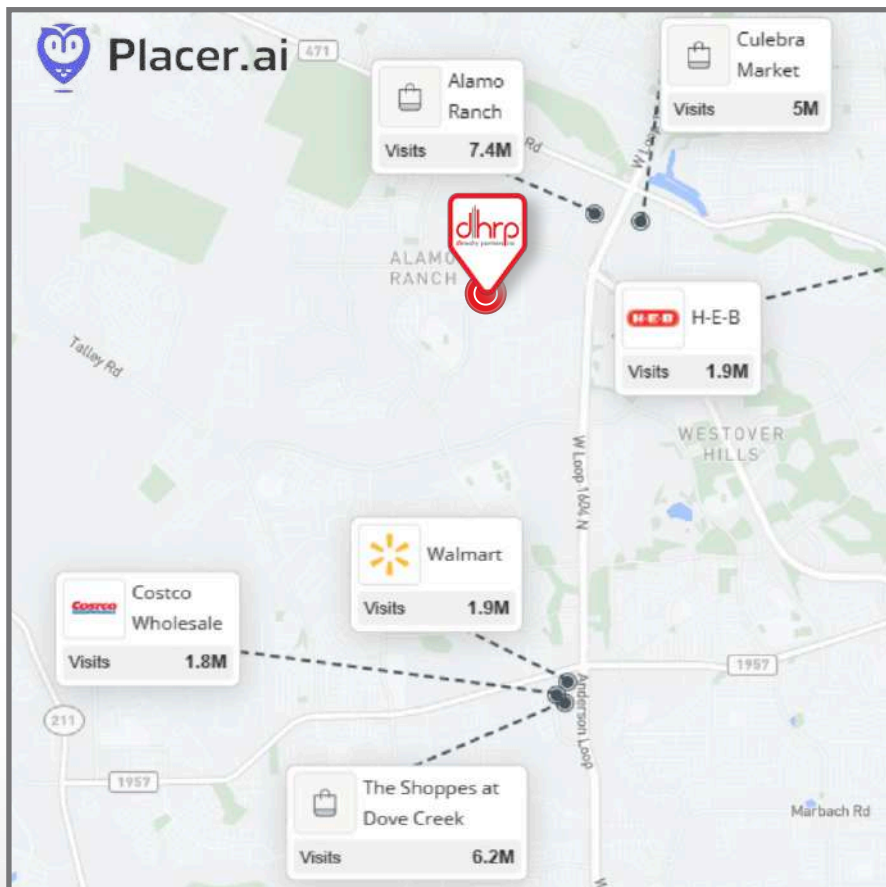 Placer.ai
471
Culebra
Market
Visits 5M
Alamo
Ranch
Visits 7.4M
Rd
W Loop
dhrp
ALAMO
RANCH
H-E-B H-E-B
Visits 1.9M
Talley Rd
WESTOVER
HILLS
W Loop 1604 N
Walmart
Visits 1.9M
Costco
Wholesale
Costco
Visits 1.8M
1957
211
Anderson Loop
1957
The Shoppes at
Dove Creek
Visits 6.2M
Marbach Rd
W